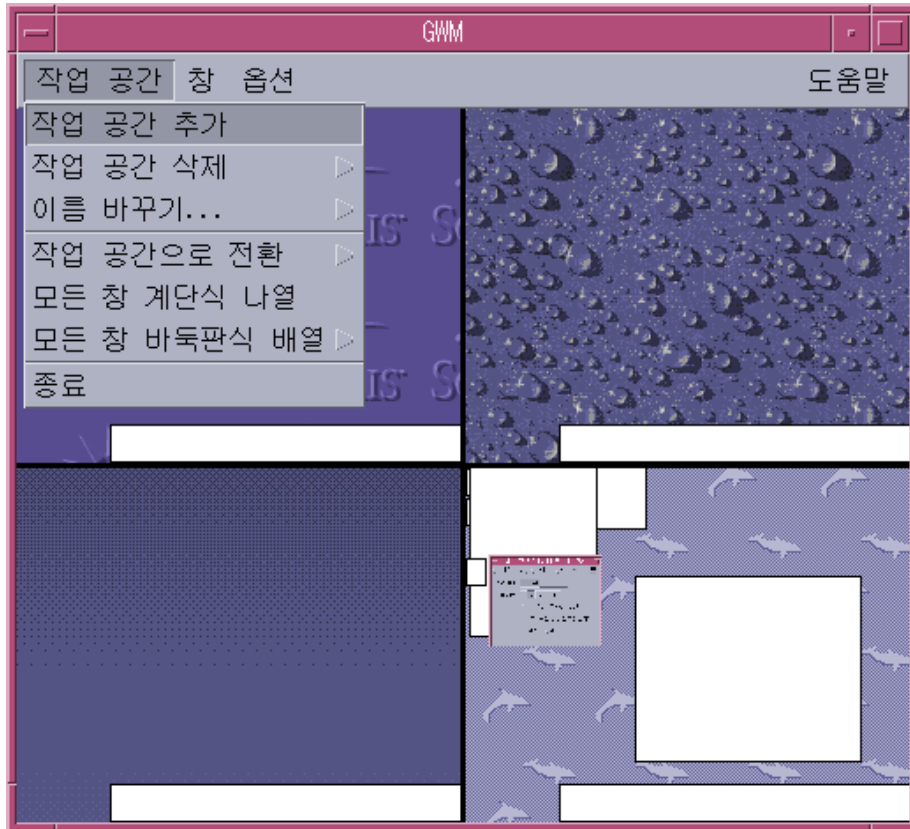 GWM
작업 공간 창 옵션 도움말
작업 공간 추가
작업 공간 삭제
이름 바꾸기...
작업 공간으로 전환
모든 창 계단식 나열
모든 창 바둑판식 배열
종료